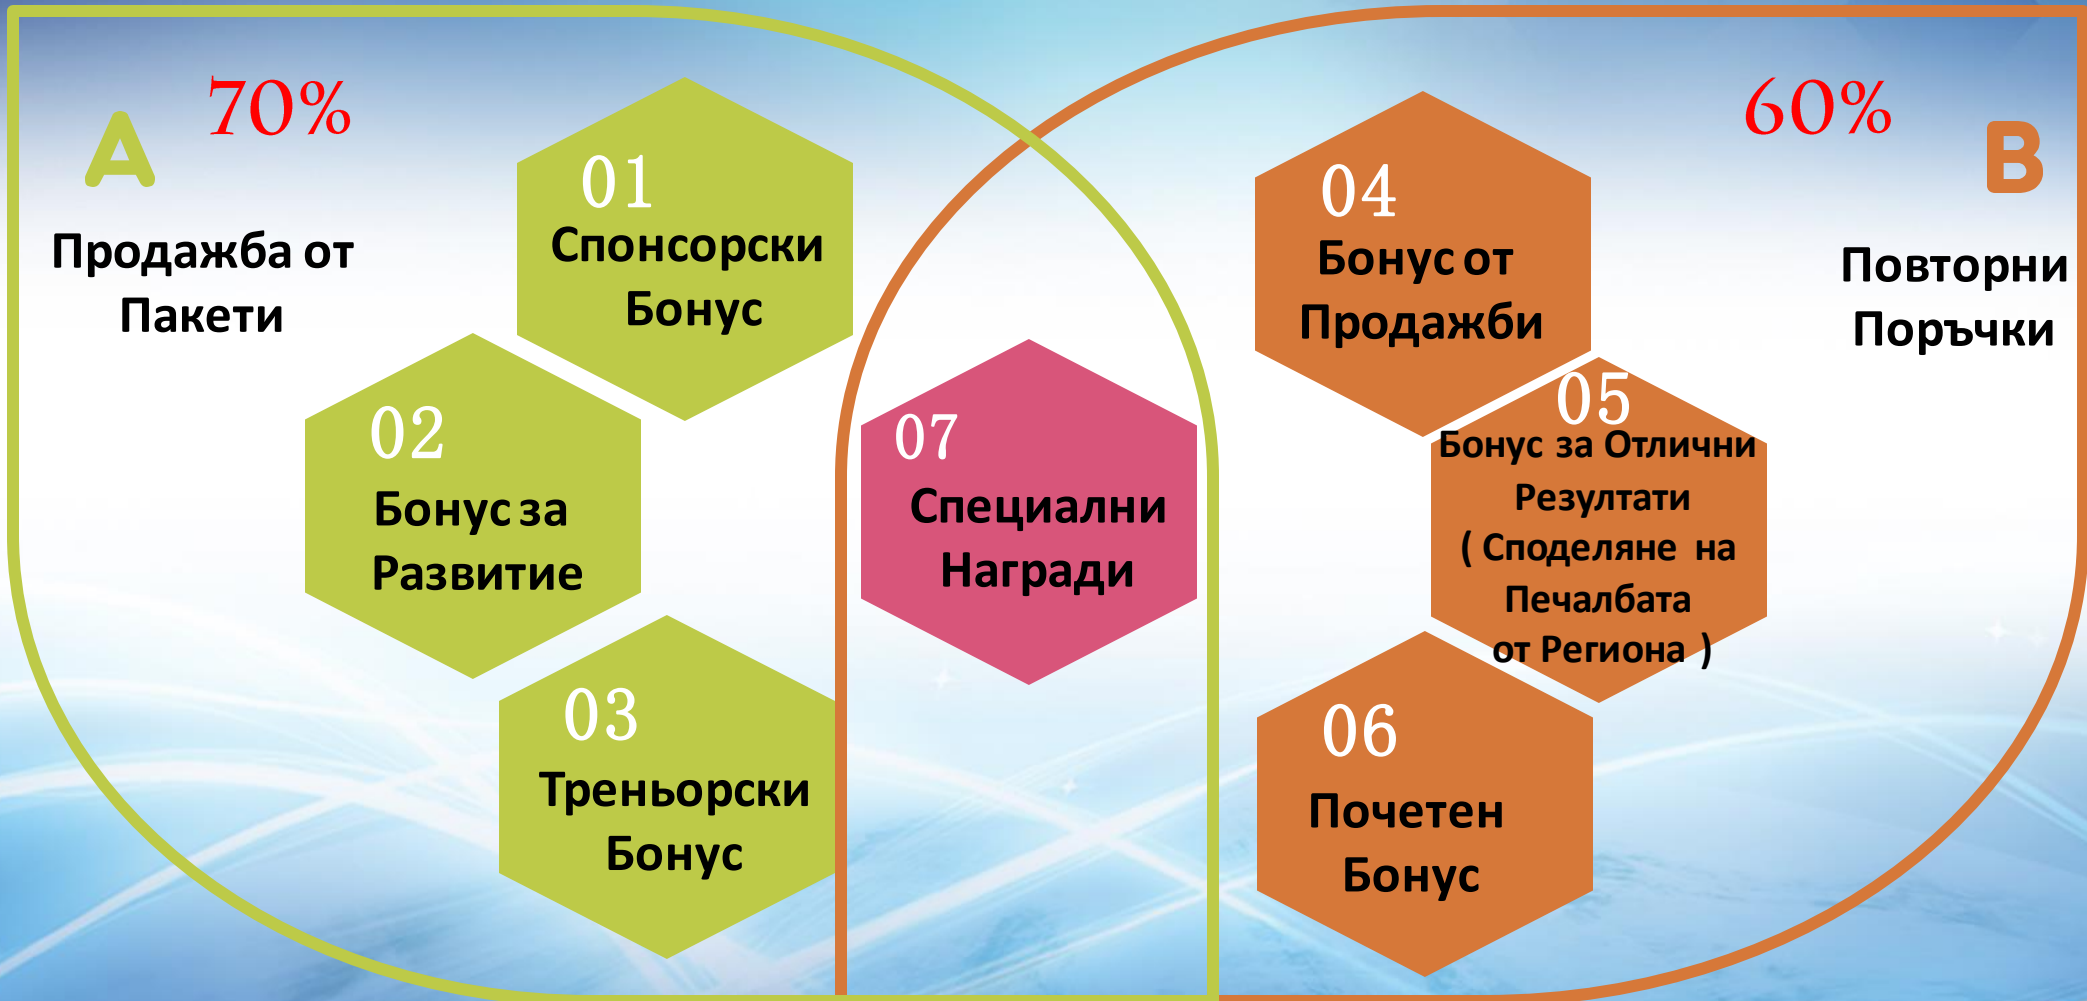 A
70%
Продажба от
Пакети
01
Спонсорски
Бонус
02
Бонус за
Развитие
03
Треньорски
Бонус
07
Специални
Награди
04
Бонус от
Продажби
05
Бонус за Отлични
Резултати
( Споделяне на
Печалбата
от Региона )
06
Почетен
Бонус
60%
B
Повторни
Поръчки